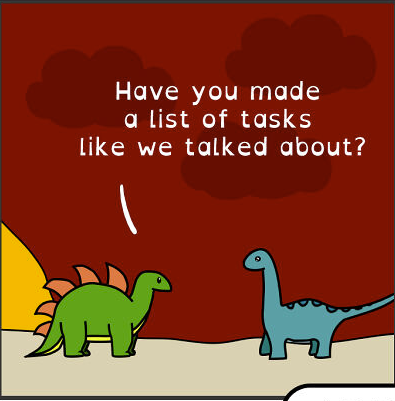 Have you made
a list of tasks
like we talked about?